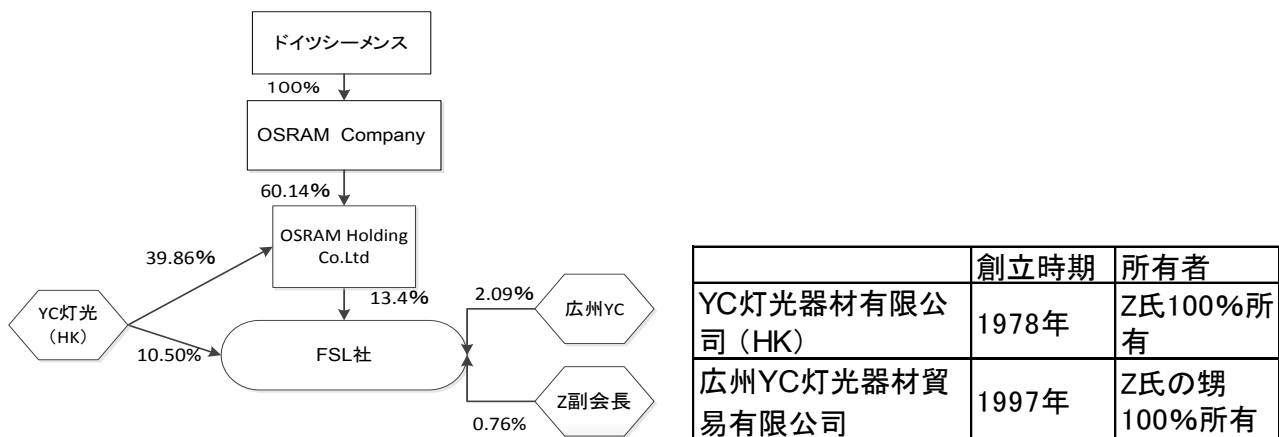 ドイツシーメンス
100%
OSRAM Company
60.14%
OSRAM Holding
Co.Ltd
39.86%
13.4%
YC灯光
（HK）
10.50%
FSL社
2.09%
広州YC
Z副会長
0.76%
創立時期 所有者
YC灯光器材有限公
司（HK）
1978年
Z氏100%所
有
広州YC灯光器材貿
易有限公司
1997年
Z氏の甥
100%所有